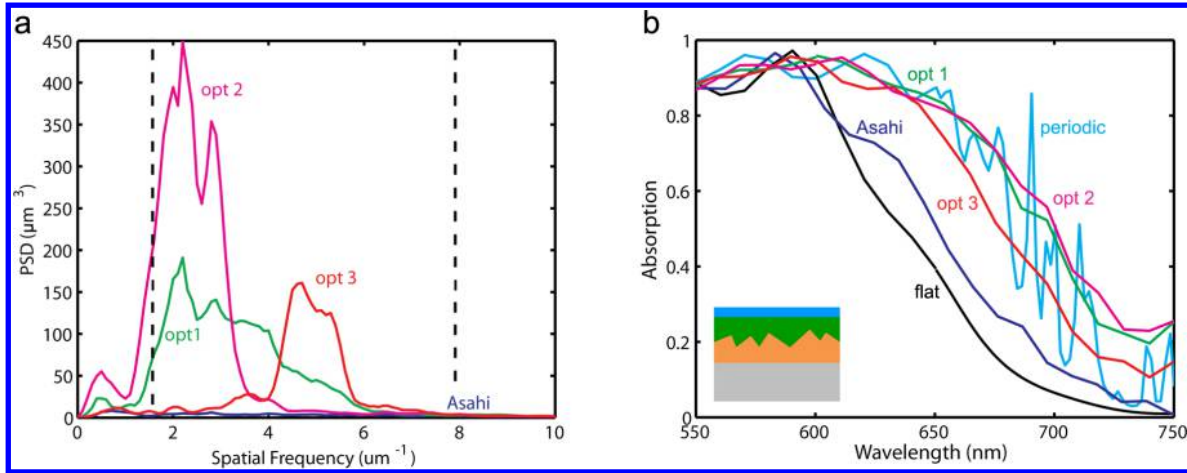 a
450
400
350
300
250
200
150
100
50
0
PSD (µm³)
0 2 4 6 8 10
Spatial Frequency (um⁻¹)
opt 2
opt1
opt 3
Asahi
b
1
0.8
0.6
0.4
0.2
0
Absorption
550 600 650 700 750
Wavelength (nm)
opt 1
Asahi
periodic
opt 2
opt 3
flat